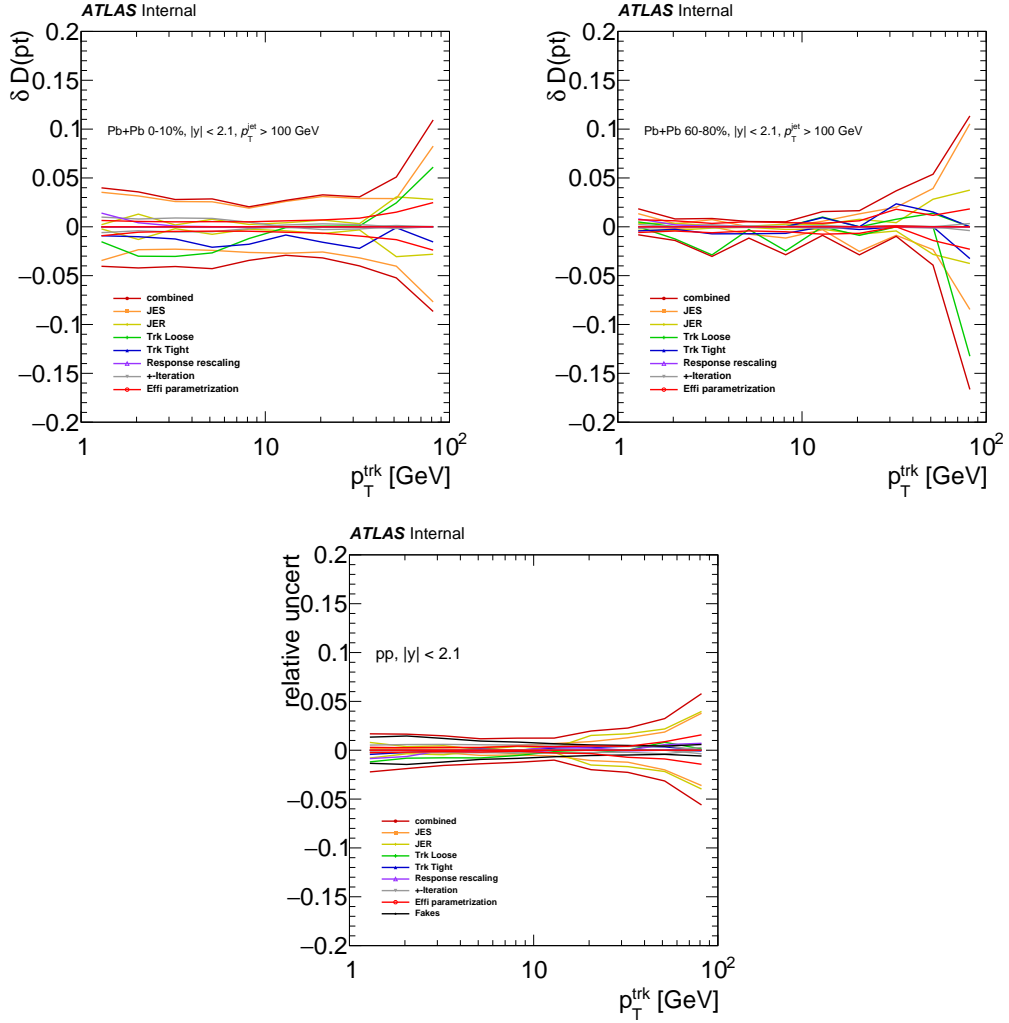 ATLAS Internal
δ D(pt)
0.2
0.15
0.1
0.05
0
−0.05
−0.1
−0.15
−0.2
Pb+Pb 0-10%, |y| < 2.1, p_T^jet > 100 GeV
combined
JES
JER
Trk Loose
Trk Tight
Response rescaling
+-Iteration
Effi parametrization
1 10 10^2
p_T^trk [GeV]
ATLAS Internal
δ D(pt)
0.2
0.15
0.1
0.05
0
−0.05
−0.1
−0.15
−0.2
Pb+Pb 60-80%, |y| < 2.1, p_T^jet > 100 GeV
combined
JES
JER
Trk Loose
Trk Tight
Response rescaling
+-Iteration
Effi parametrization
1 10 10^2
p_T^trk [GeV]
ATLAS Internal
relative uncert
0.2
0.15
0.1
0.05
0
−0.05
−0.1
−0.15
−0.2
pp, |y| < 2.1
combined
JES
JER
Trk Loose
Trk Tight
Response rescaling
+-Iteration
Effi parametrization
Fakes
1 10 10^2
p_T^trk [GeV]